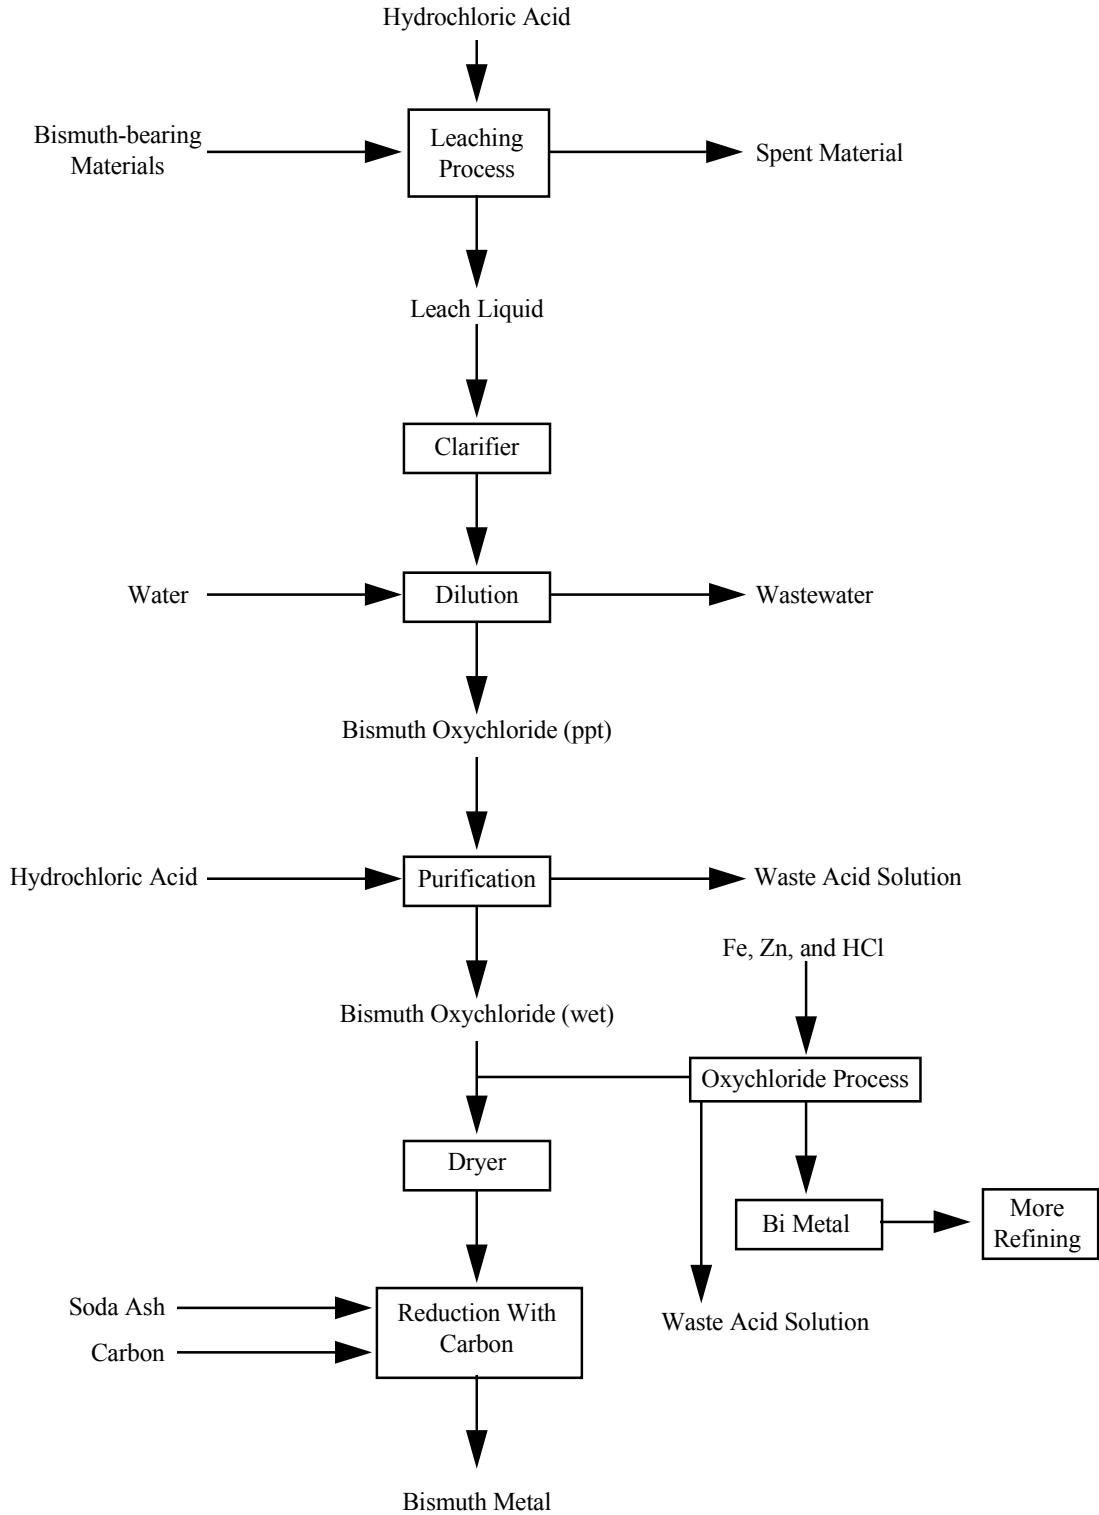 Hydrochloric Acid
Bismuth-bearing
Materials
Leaching
Process
Spent Material
Leach Liquid
Clarifier
Water
Dilution
Wastewater
Bismuth Oxychloride (ppt)
Hydrochloric Acid
Purification
Waste Acid Solution
Fe, Zn, and HCl
Bismuth Oxychloride (wet)
Oxychloride Process
Dryer
Bi Metal
More
Refining
Soda Ash
Carbon
Reduction With
Carbon
Waste Acid Solution
Bismuth Metal